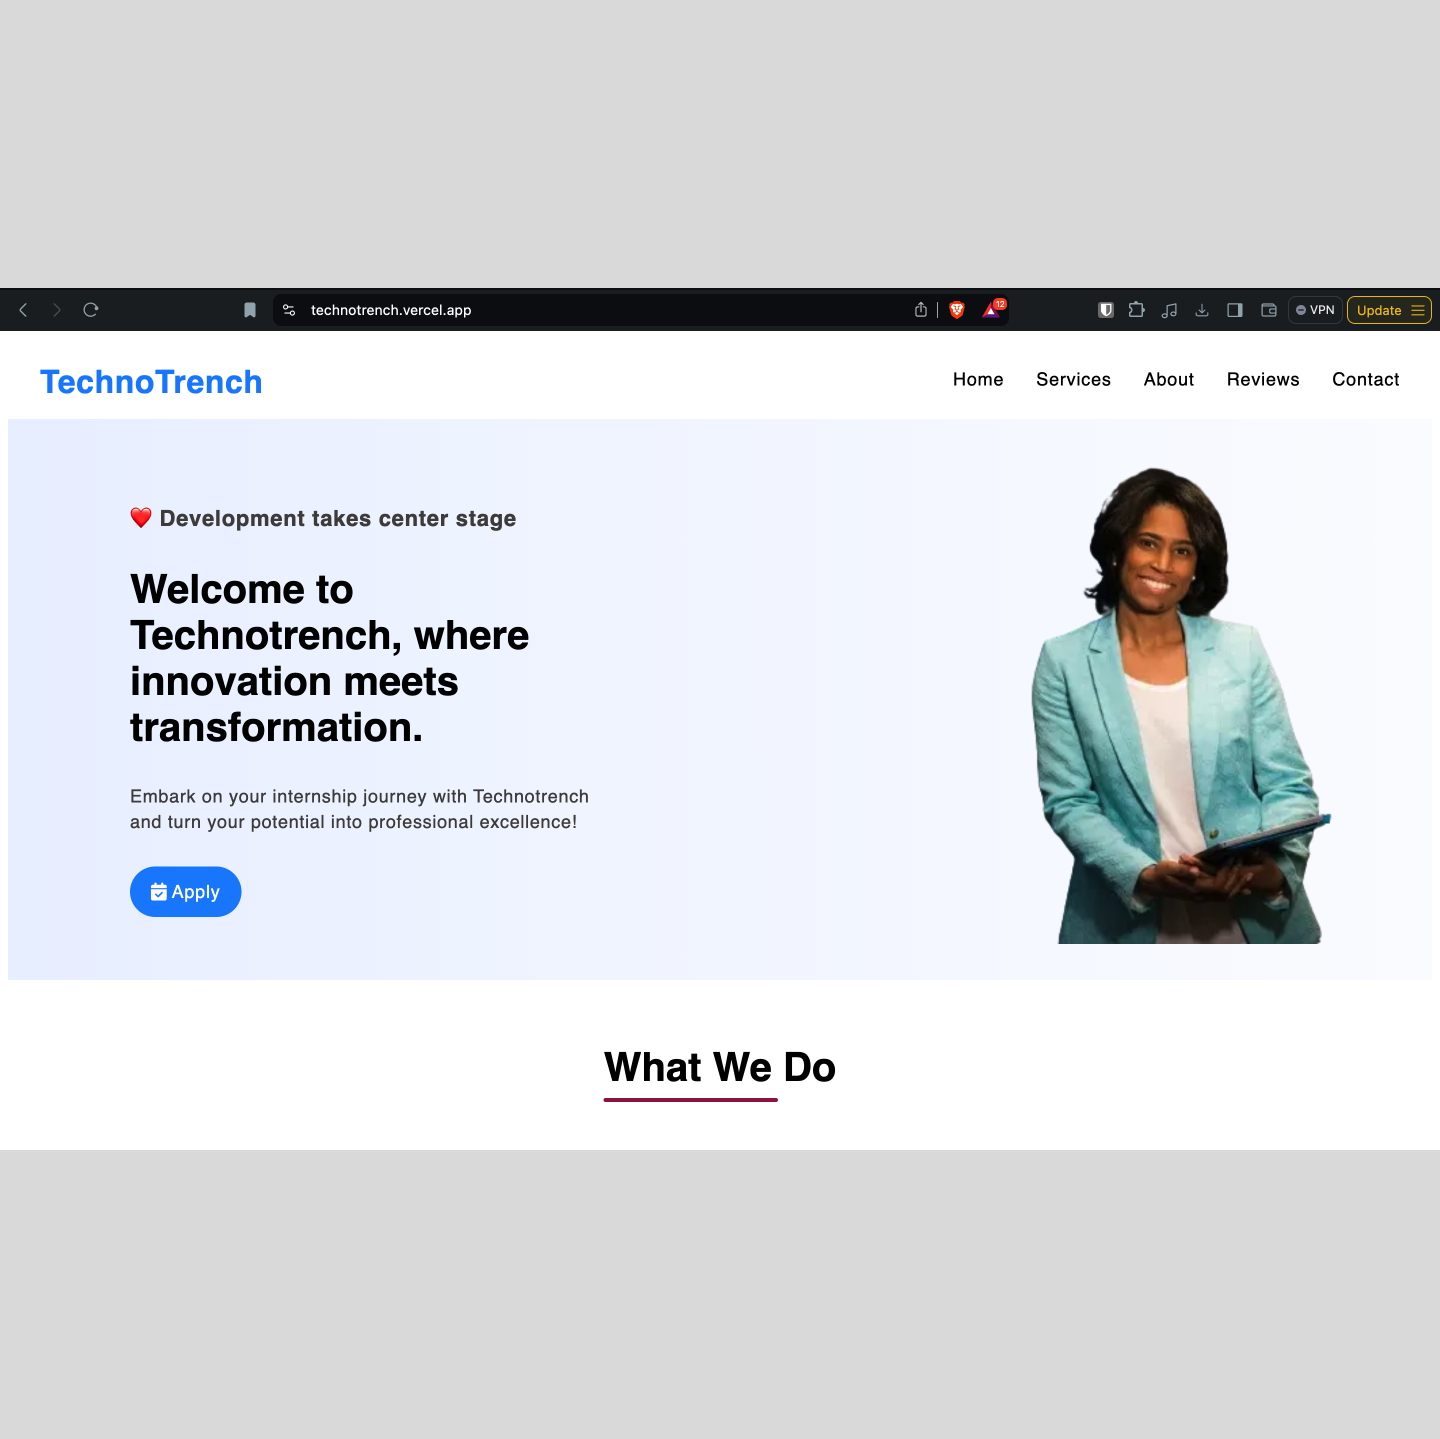 technotrench.vercel.app
12
VPN
Update
TechnoTrench
Home Services About Reviews Contact
❤️ Development takes center stage
Welcome to
Technotrench, where
innovation meets
transformation.
Embark on your internship journey with Technotrench
and turn your potential into professional excellence!
Apply
What We Do